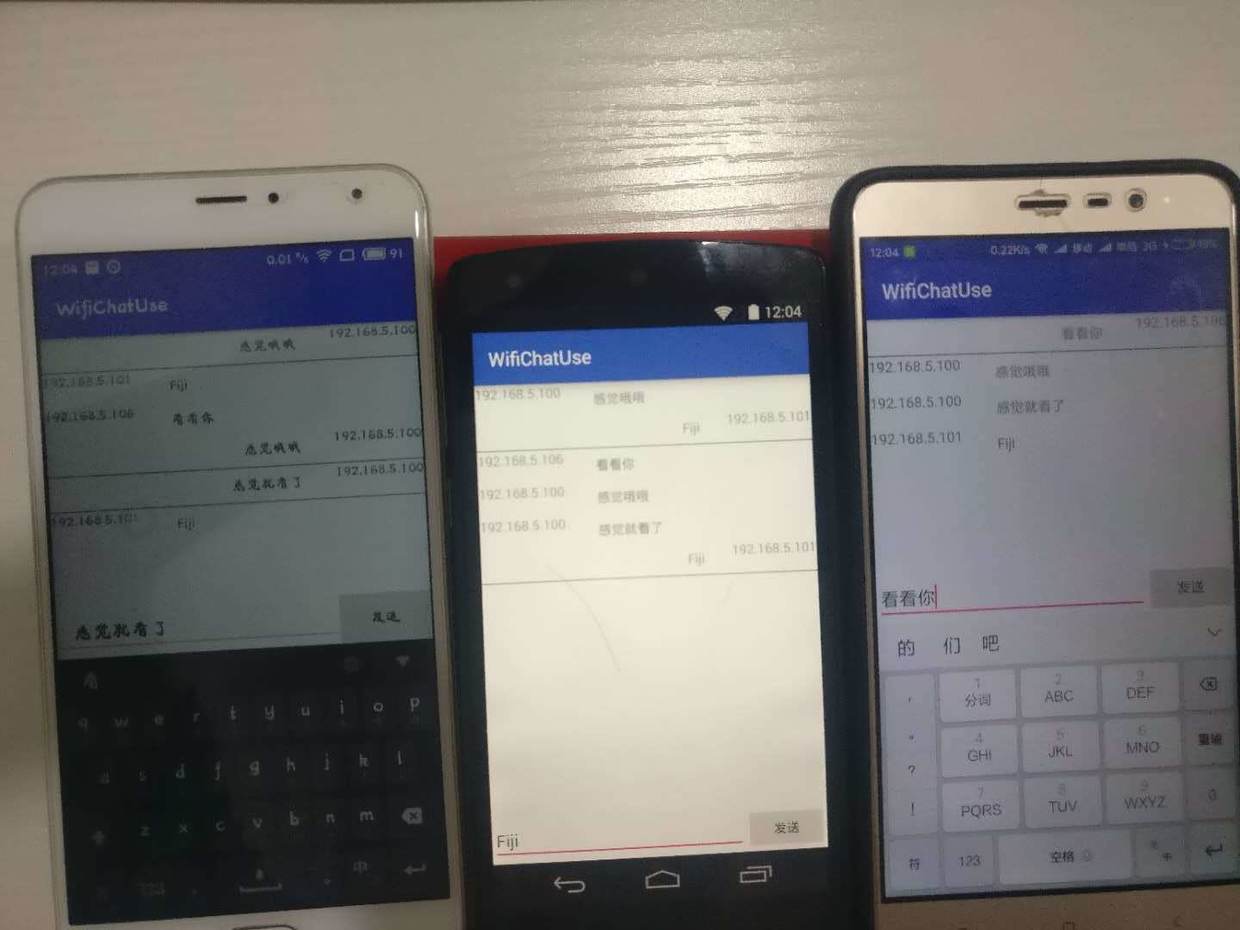 12:04
0.01 K/s 91
WifiChatUse
192.168.5.100
感觉哦哦
192.168.5.101 Fiji
192.168.5.106 看看你
192.168.5.100
感觉哦哦
192.168.5.100
感觉就看了
192.168.5.101 Fiji
感觉就看了 发送
q w e r t y u i o p
a s d f g h j k l
z x c v b n m
中
12:04
WifiChatUse
192.168.5.100 感觉哦哦
Fiji 192.168.5.101
192.168.5.106 看看你
192.168.5.100 感觉哦哦
192.168.5.100 感觉就看了
Fiji 192.168.5.101
Fiji 发送
12:04 0.22K/s 移动 3G
WifiChatUse
看看你 192.168.5.106
192.168.5.100 感觉哦哦
192.168.5.100 感觉就看了
192.168.5.101 Fiji
看看你 发送
的 们 吧
1 分词 2 ABC 3 DEF
4 GHI 5 JKL 6 MNO 重输
? 7 PQRS 8 TUV 9 WXYZ 0
!
符 123 空格 中